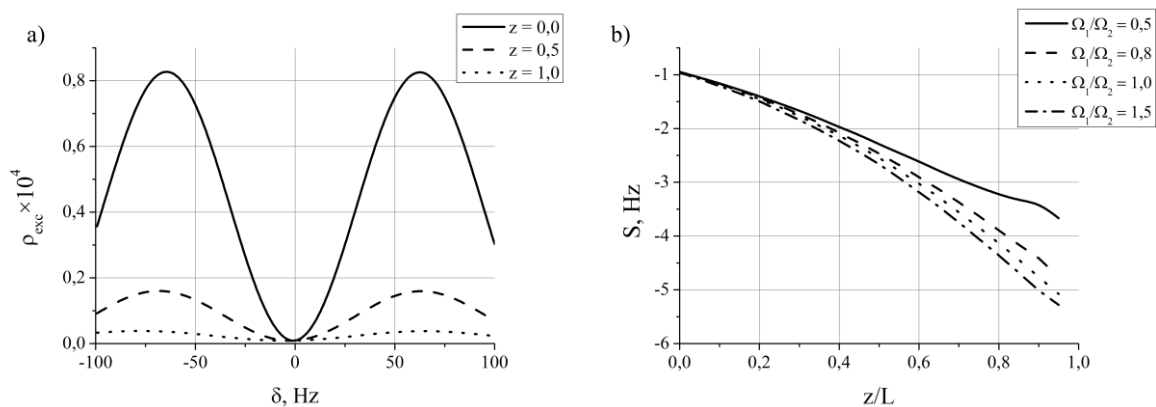 a)
z = 0,0
z = 0,5
z = 1,0
ρexc ×10⁴
0,8
0,6
0,4
0,2
0,0
-100 -50 0 50 100
δ, Hz
b)
Ω₁/Ω₂ = 0,5
Ω₁/Ω₂ = 0,8
Ω₁/Ω₂ = 1,0
Ω₁/Ω₂ = 1,5
S, Hz
-1
-2
-3
-4
-5
-6
0,0 0,2 0,4 0,6 0,8 1,0
z/L